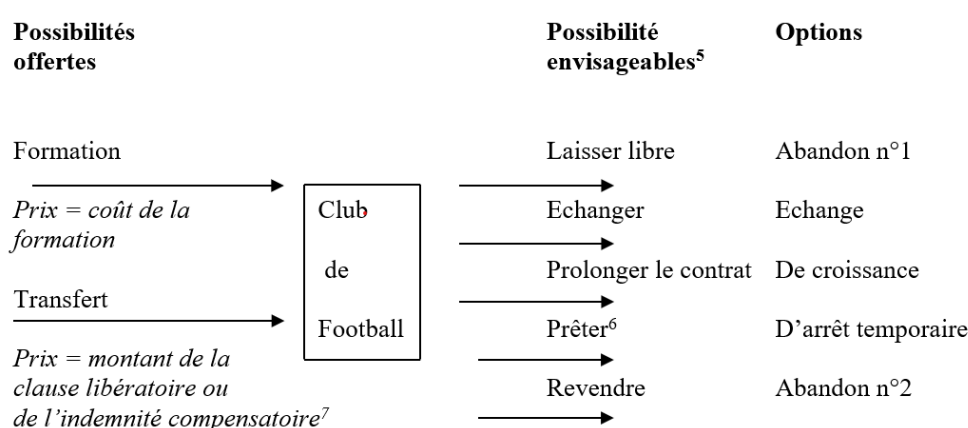 Possibilités offertes
Possibilité envisageables⁵
Options
Formation
Prix = coût de la
formation
Transfert
Prix = montant de la
clause libératoire ou
de l’indemnité compensatoire⁷
Club
de
Football
Laisser libre
Abandon n°1
Echanger
Echange
Prolonger le contrat
De croissance
Prêter⁶
D’arrêt temporaire
Revendre
Abandon n°2